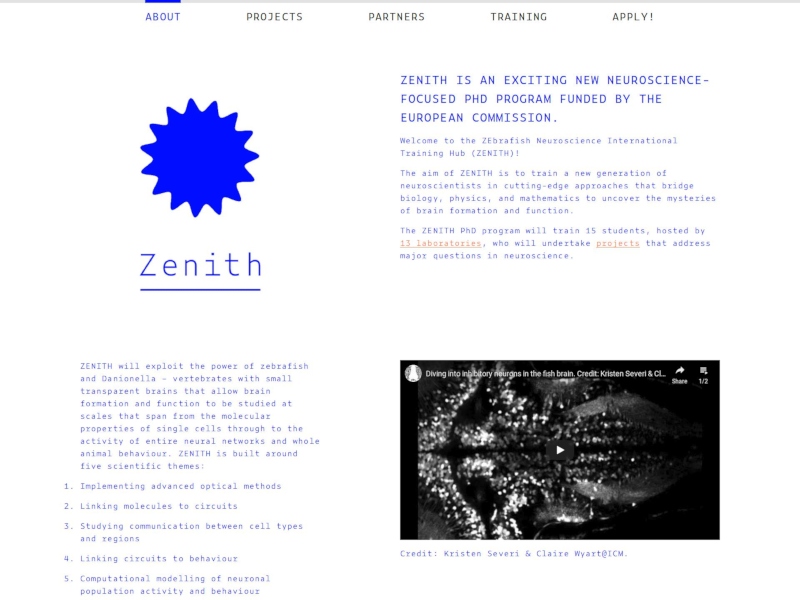 ABOUT
PROJECTS
PARTNERS
TRAINING
APPLY!
Zenith
ZENITH IS AN EXCITING NEW NEUROSCIENCE-
FOCUSED PHD PROGRAM FUNDED BY THE
EUROPEAN COMMISSION.
Welcome to the ZEbrafish Neuroscience International
Training Hub (ZENITH)!
The aim of ZENITH is to train a new generation of
neuroscientists in cutting-edge approaches that bridge
biology, physics, and mathematics to uncover the mysteries
of brain formation and function.
The ZENITH PhD program will train 15 students, hosted by
13 laboratories, who will undertake projects that address
major questions in neuroscience.
ZENITH will exploit the power of zebrafish
and Danionella – vertebrates with small
transparent brains that allow brain
formation and function to be studied at
scales that span from the molecular
properties of single cells through to the
activity of entire neural networks and whole
animal behaviour. ZENITH is built around
five scientific themes:
1. Implementing advanced optical methods
2. Linking molecules to circuits
3. Studying communication between cell types
and regions
4. Linking circuits to behaviour
5. Computational modelling of neuronal
population activity and behaviour
Diving into inhibitory neurons in the fish brain. Credit: Kristen Severi & Cl...
Share
1/2
Credit: Kristen Severi & Claire Wyart@ICM.